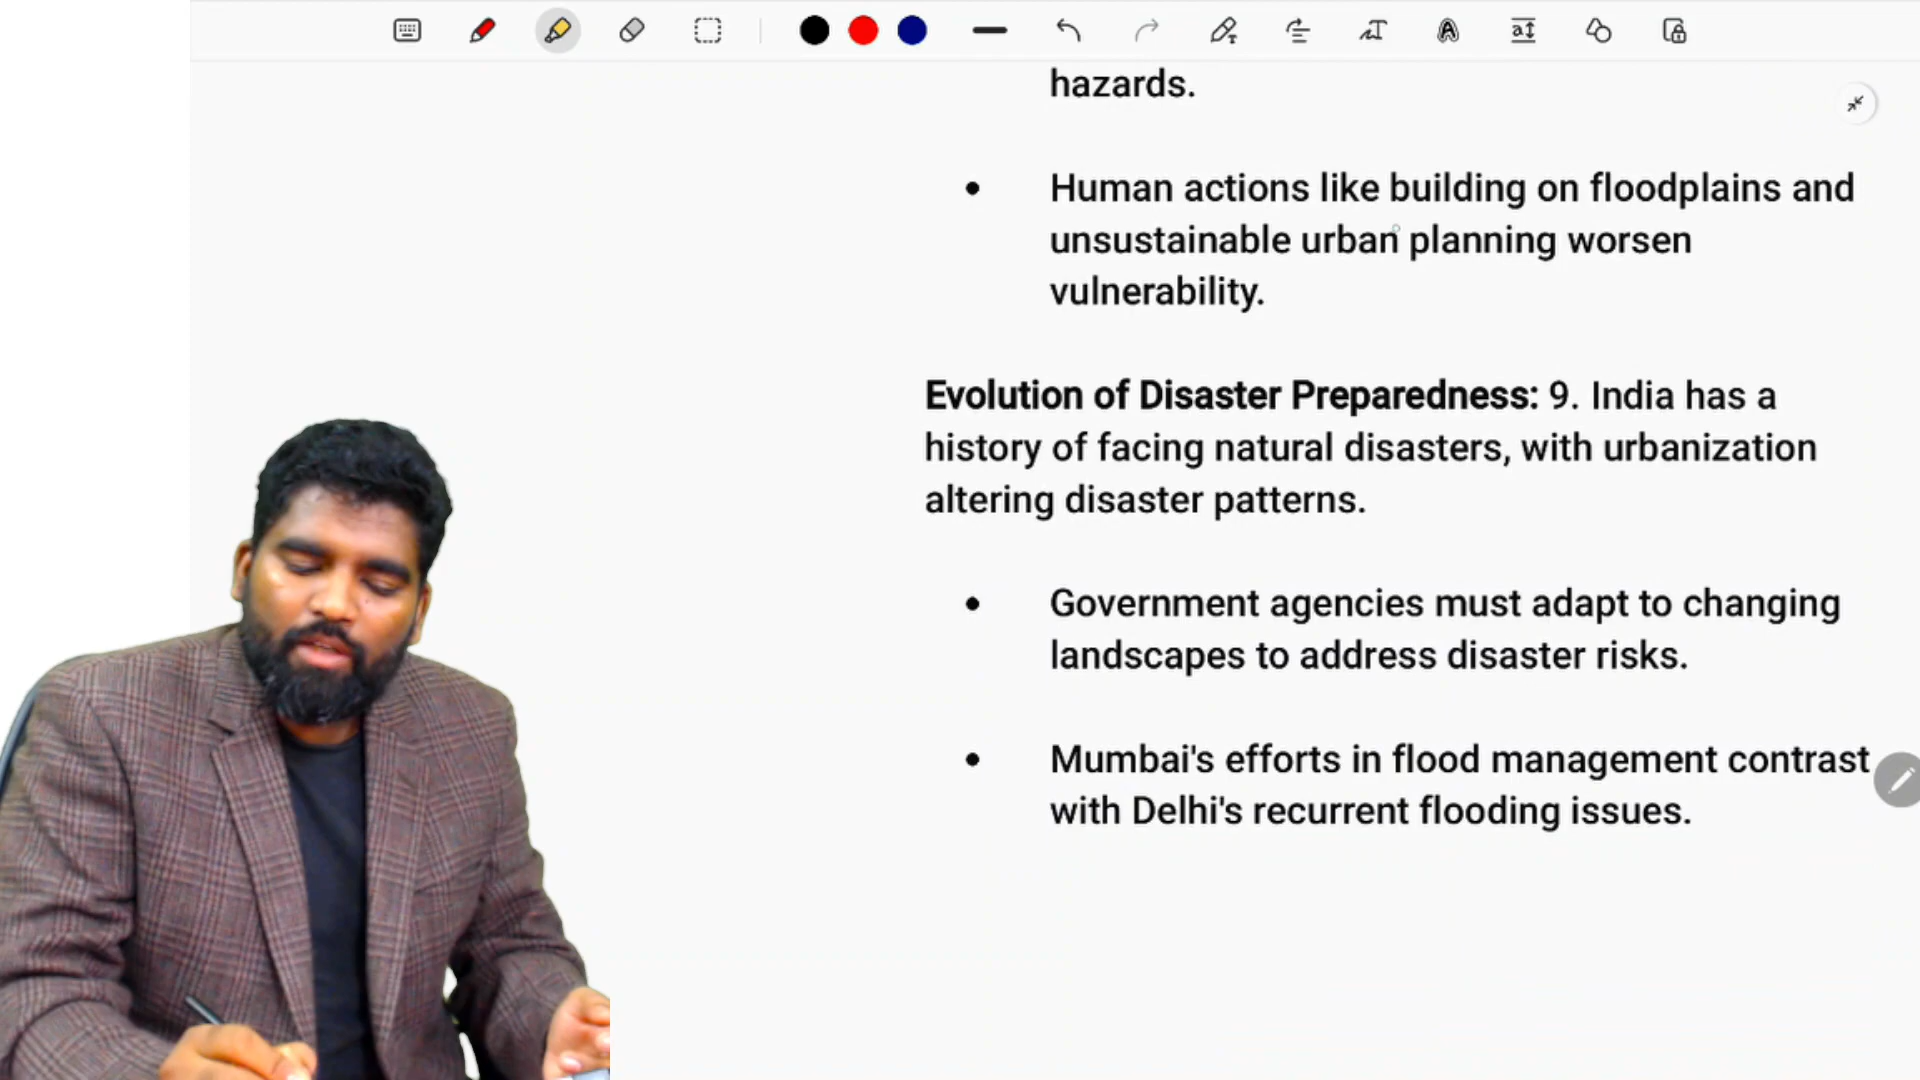 hazards.
• Human actions like building on floodplains and
unsustainable urban planning worsen
vulnerability.
Evolution of Disaster Preparedness: 9. India has a
history of facing natural disasters, with urbanization
altering disaster patterns.
• Government agencies must adapt to changing
landscapes to address disaster risks.
• Mumbai's efforts in flood management contrast
with Delhi's recurrent flooding issues.